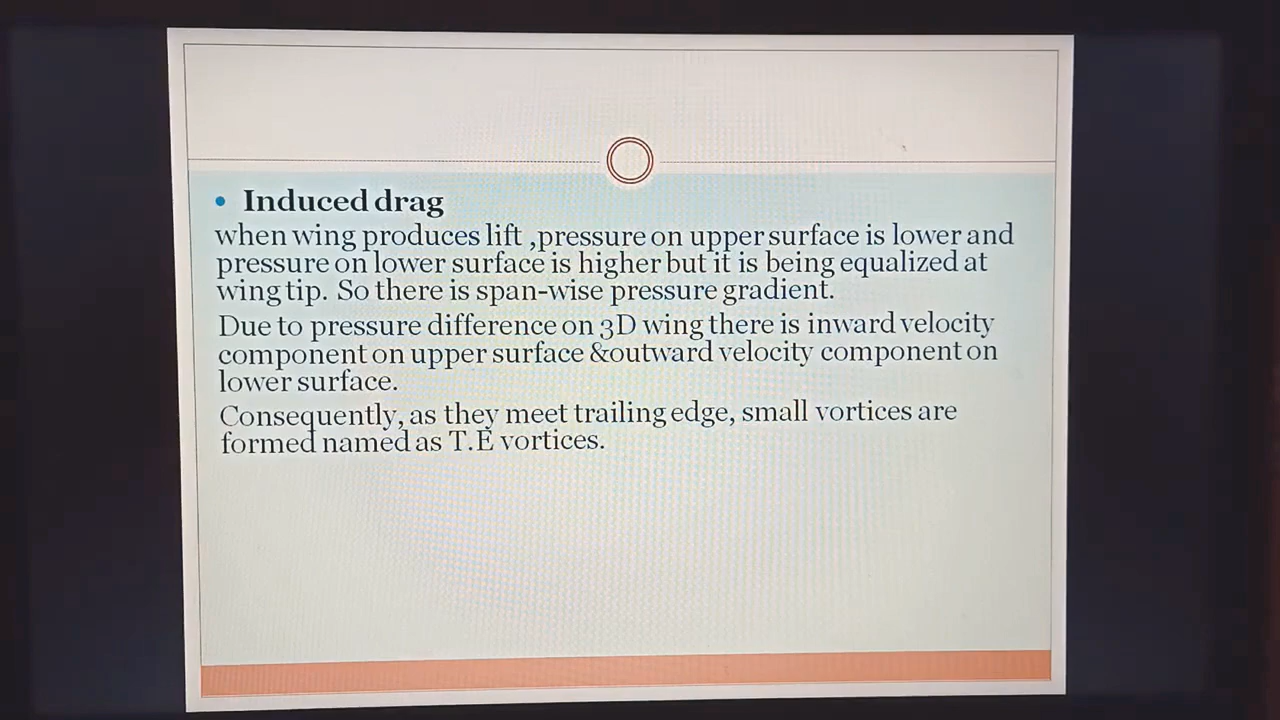 Induced drag
when wing produces lift ,pressure on upper surface is lower and
pressure on lower surface is higher but it is being equalized at
wing tip. So there is span-wise pressure gradient.
Due to pressure difference on 3D wing there is inward velocity
component on upper surface &outward velocity component on
lower surface.
Consequently, as they meet trailing edge, small vortices are
formed named as T.E vortices.